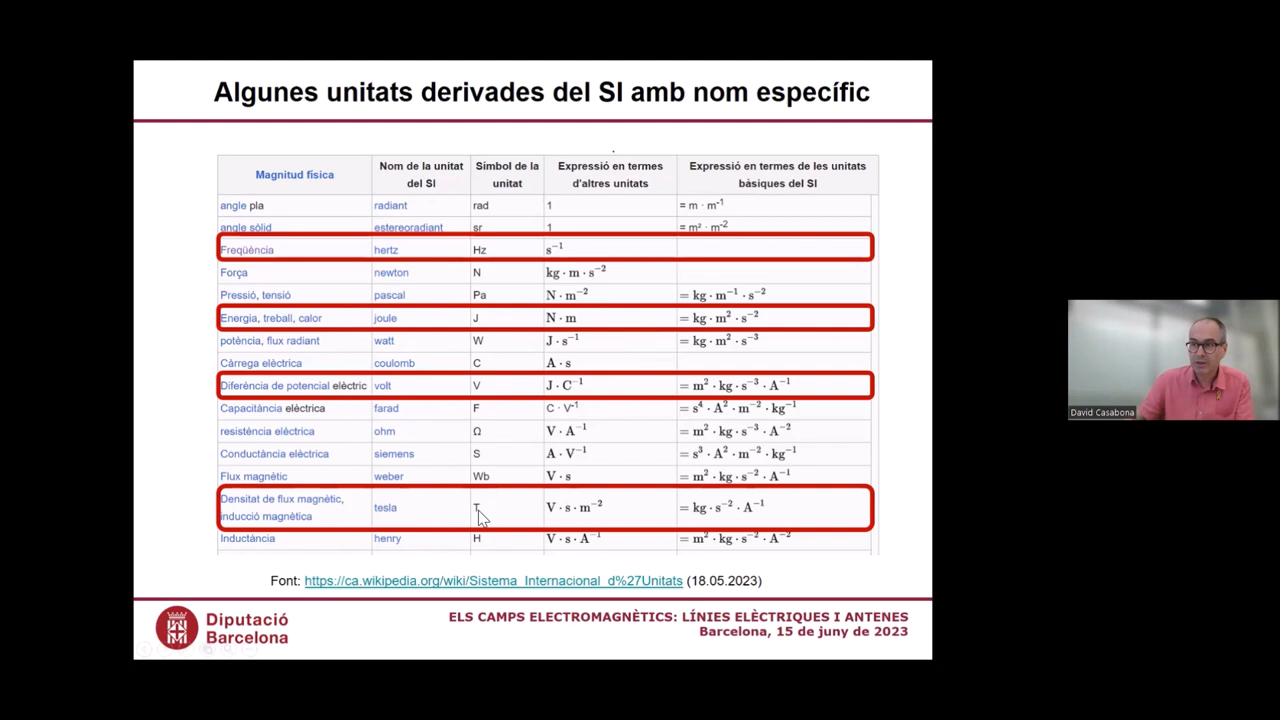 Algunes unitats derivades del SI amb nom específic
Magnitud física	Nom de la unitat del SI	Símbol de la unitat	Expressió en termes d'altres unitats	Expressió en termes de les unitats bàsiques del SI
angle pla	radiant	rad	1	= m · m⁻¹
angle sòlid	estereoradiant	sr	1	= m² · m⁻²
Freqüència	hertz	Hz	s⁻¹
Força	newton	N	kg · m · s⁻²
Pressió, tensió	pascal	Pa	N · m⁻²	= kg · m⁻¹ · s⁻²
Energia, treball, calor	joule	J	N · m	= kg · m² · s⁻²
potència, flux radiant	watt	W	J · s⁻¹	= kg · m² · s⁻³
Càrrega elèctrica	coulomb	C	A · s
Diferència de potencial elèctric	volt	V	J · C⁻¹	= m² · kg · s⁻³ · A⁻¹
Capacitància elèctrica	farad	F	C · V⁻¹	= s⁴ · A² · m⁻² · kg⁻¹
resistència elèctrica	ohm	Ω	V · A⁻¹	= m² · kg · s⁻³ · A⁻²
Conductància elèctrica	siemens	S	A · V⁻¹	= s³ · A² · m⁻² · kg⁻¹
Flux magnètic	weber	Wb	V · s	= m² · kg · s⁻² · A⁻¹
Densitat de flux magnètic, inducció magnètica	tesla	T	V · s · m⁻²	= kg · s⁻² · A⁻¹
Inductància	henry	H	V · s · A⁻¹	= m² · kg · s⁻² · A⁻²
Font: https://ca.wikipedia.org/wiki/Sistema_Internacional_d%27Unitats (18.05.2023)
Diputació
Barcelona
ELS CAMPS ELECTROMAGNÈTICS: LÍNIES ELÈCTRIQUES I ANTENES
Barcelona, 15 de juny de 2023
David Casabona